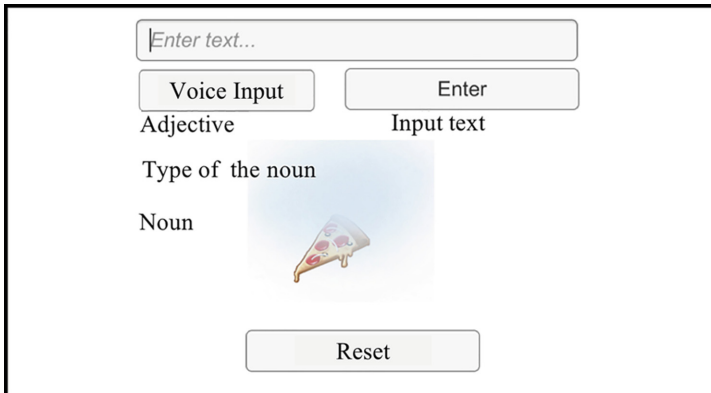 Enter text...
Voice Input Enter
Adjective Input text
Type of the noun
Noun
Reset